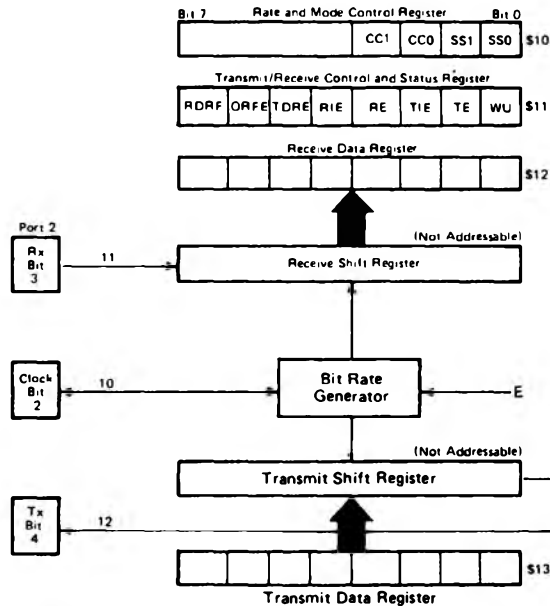 Bit 7 Rate and Mode Control Register Bit 0
CC1 CC0 SS1 SS0 $10
Transmit/Receive Control and Status Register
RDRF ORFE TDRE RIE RE TIE TE WU $11
Receive Data Register
$12
Port 2
(Not Addressable)
Rx
Bit
3
11
Receive Shift Register
Clock
Bit
2
10
Bit Rate
Generator
E
(Not Addressable)
Transmit Shift Register
Tx
Bit
4
12
$13
Transmit Data Register